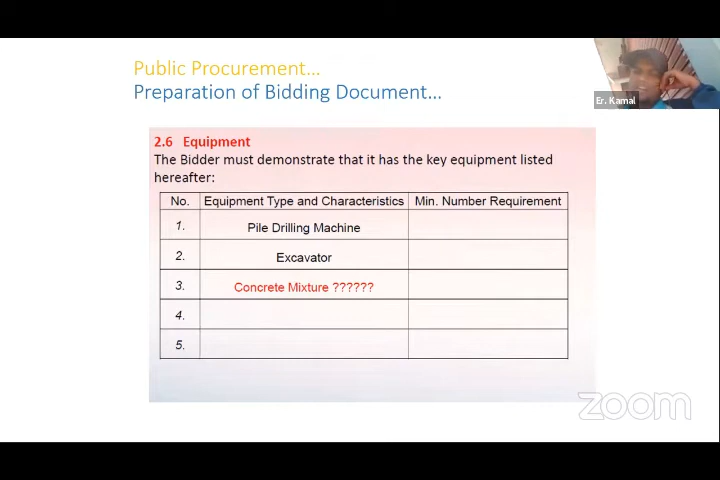 Public Procurement…
Preparation of Bidding Document…
Er. Kamal
2.6 Equipment
The Bidder must demonstrate that it has the key equipment listed
hereafter:
No. Equipment Type and Characteristics Min. Number Requirement
1. Pile Drilling Machine
2. Excavator
3. Concrete Mixture ??????
4.
5.
zoom